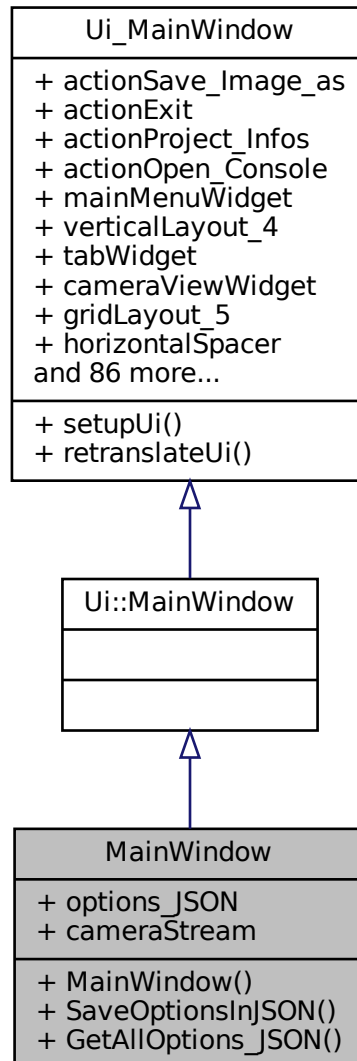 Ui_MainWindow
+ actionSave_Image_as
+ actionExit
+ actionProject_Infos
+ actionOpen_Console
+ mainMenuWidget
+ verticalLayout_4
+ tabWidget
+ cameraViewWidget
+ gridLayout_5
+ horizontalSpacer
and 86 more...
+ setupUi()
+ retranslateUi()
Ui::MainWindow
MainWindow
+ options_JSON
+ cameraStream
+ MainWindow()
+ SaveOptionsInJSON()
+ GetAllOptions_JSON()